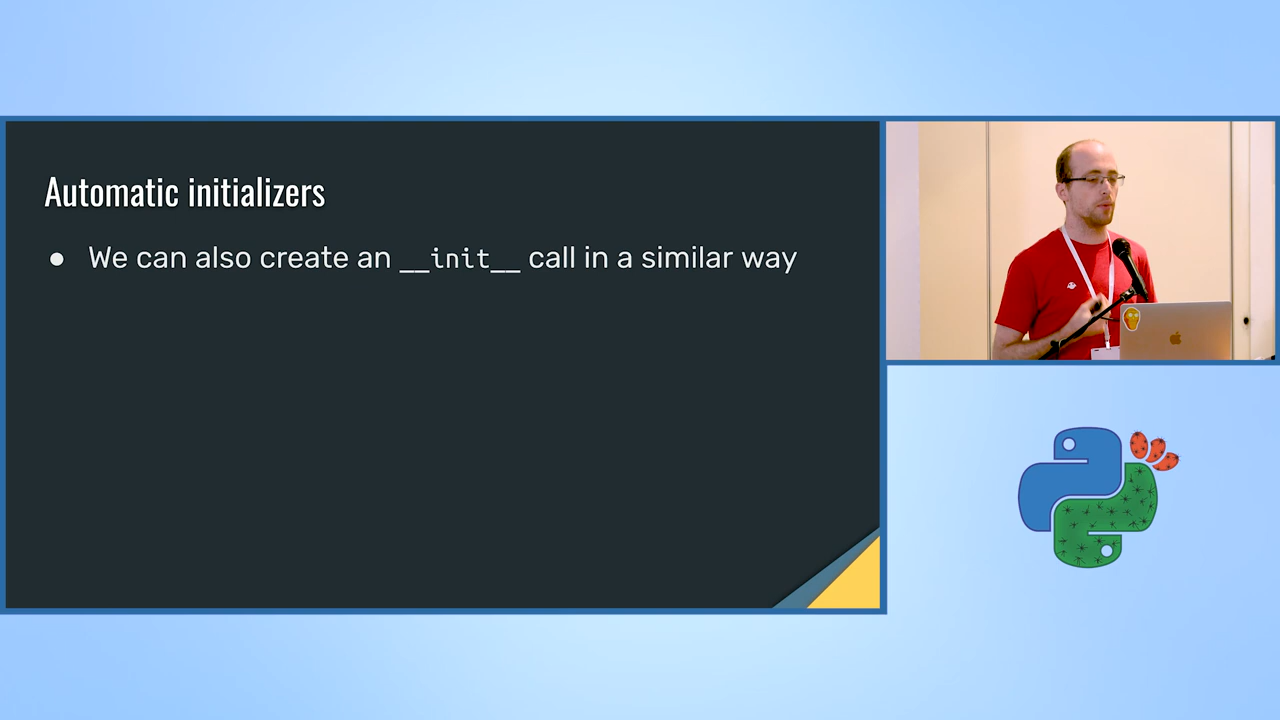 Automatic initializers
● We can also create an __init__ call in a similar way